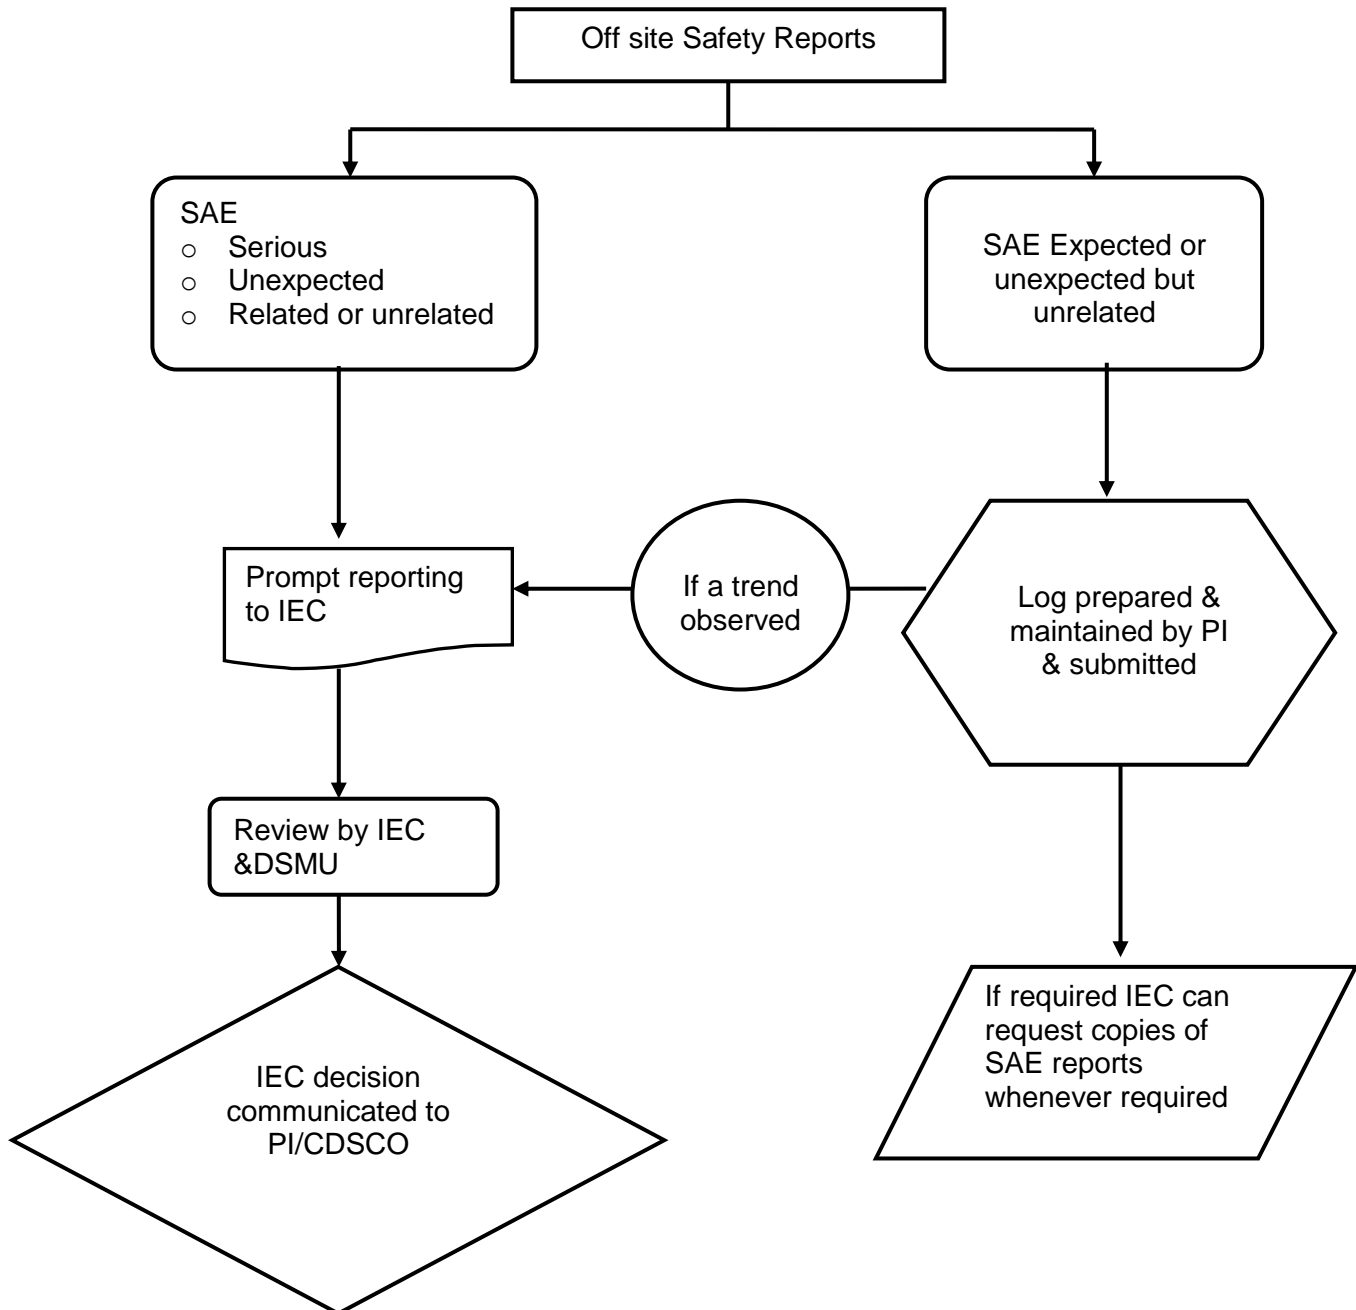 Off site Safety Reports
SAE
o Serious
o Unexpected
o Related or unrelated
SAE Expected or
unexpected but
unrelated
Prompt reporting
to IEC
If a trend
observed
Log prepared &
maintained by PI
& submitted
Review by IEC
&DSMU
IEC decision
communicated to
PI/CDSCO
If required IEC can
request copies of
SAE reports
whenever required